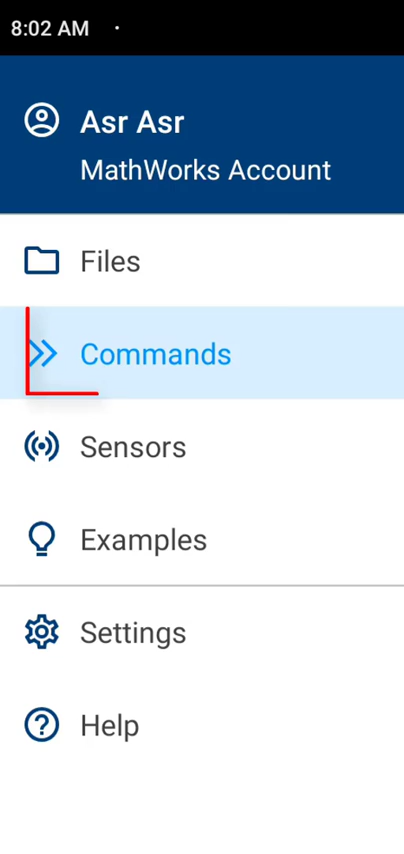 8:02 AM
Asr Asr
MathWorks Account
Files
Commands
Sensors
Examples
Settings
Help